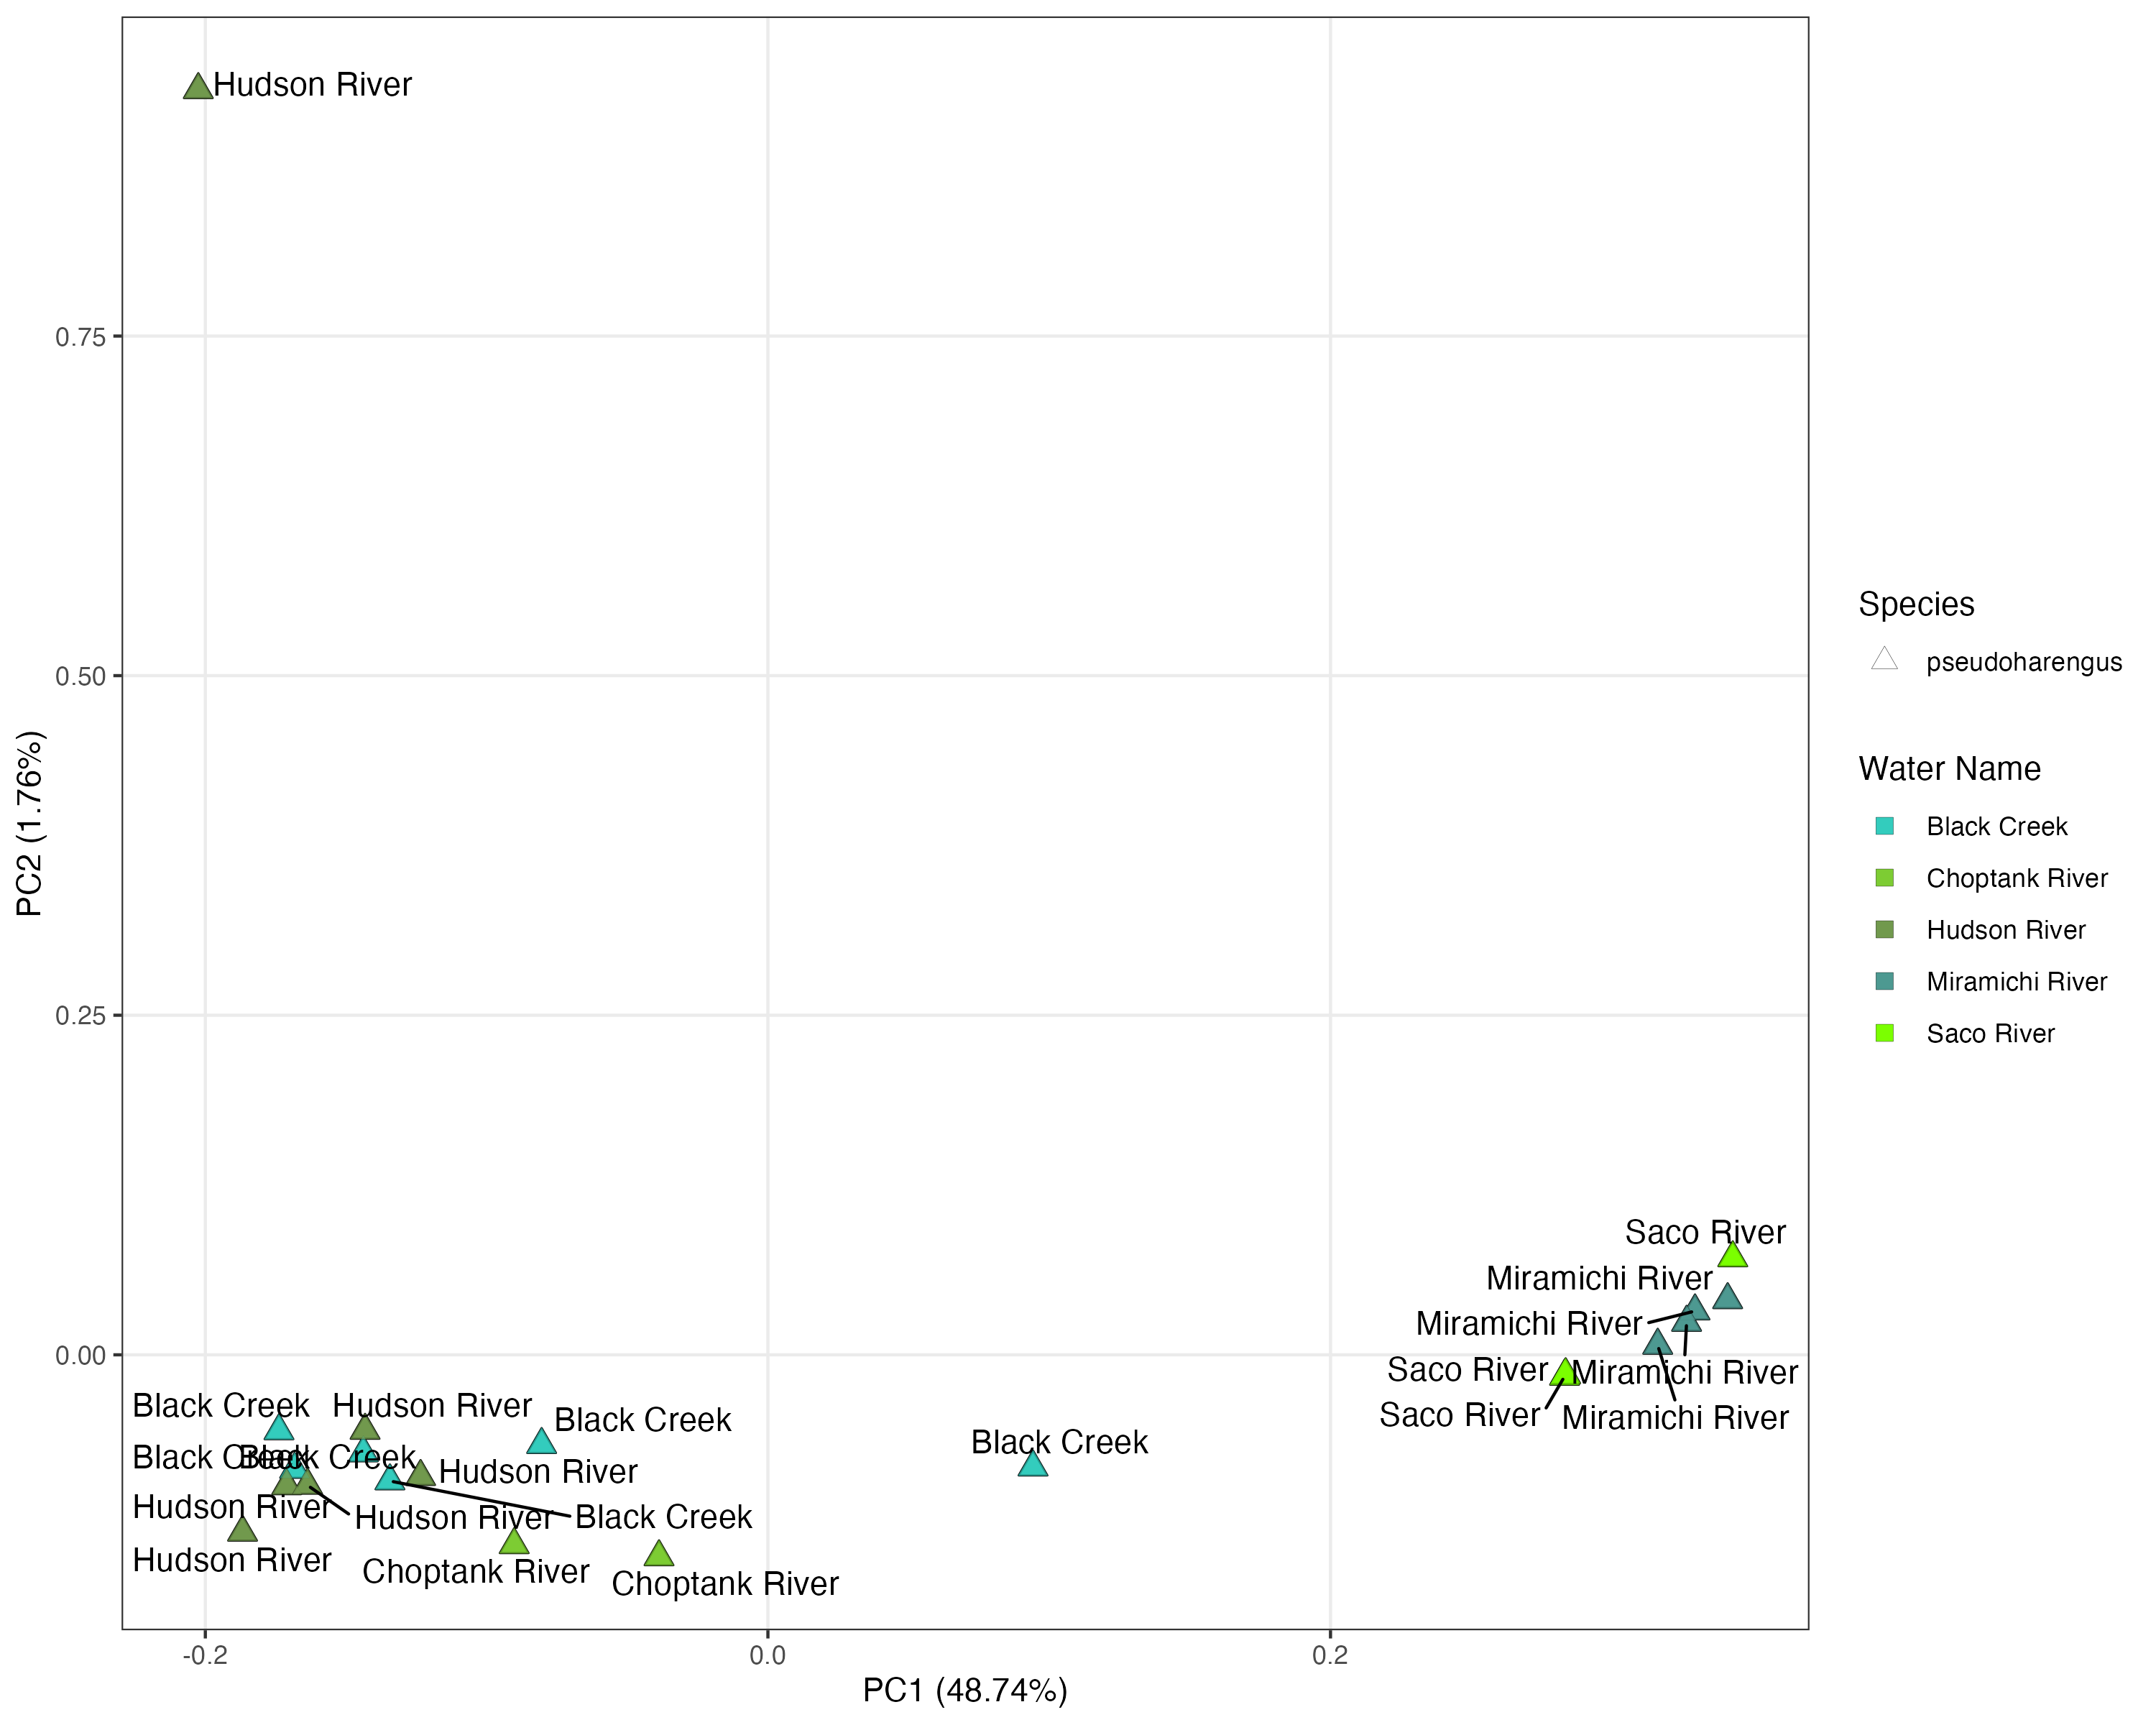 Hudson River
0.75
0.50
0.25
0.00
PC2 (1.76%)
Saco River
Miramichi River
Miramichi River
Saco River
Miramichi River
Saco River
Miramichi River
Black Creek
Hudson River
Black Creek
Black Creek
Black Creek
Black Creek
Hudson River
Hudson River
Hudson River
Black Creek
Hudson River
Choptank River
Choptank River
-0.2
0.0
0.2
PC1 (48.74%)
Species
pseudoharengus
Water Name
Black Creek
Choptank River
Hudson River
Miramichi River
Saco River